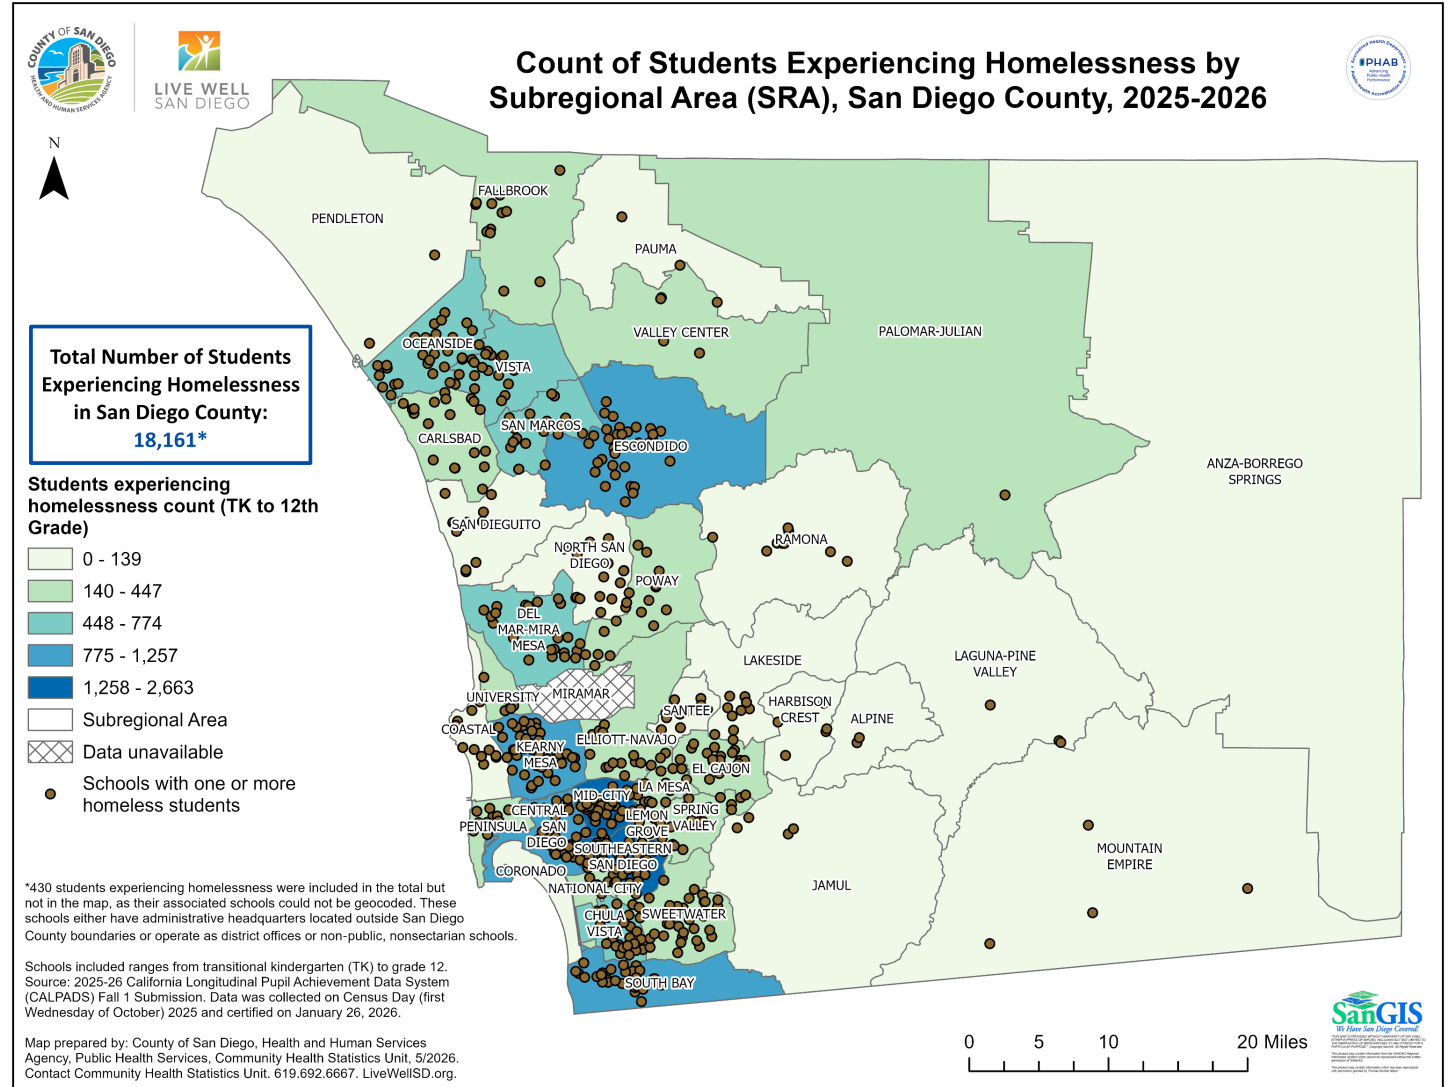 COUNTY OF SAN DIEGO
HEALTH AND HUMAN SERVICES AGENCY
LIVE WELL
SAN DIEGO
Count of Students Experiencing Homelessness by
Subregional Area (SRA), San Diego County, 2025-2026
PHAB
Advancing
Public Health
Performance
N
Total Number of Students
Experiencing Homelessness
in San Diego County:
18,161*
Students experiencing
homelessness count (TK to 12th
Grade)
0 - 139
140 - 447
448 - 774
775 - 1,257
1,258 - 2,663
Subregional Area
Data unavailable
Schools with one or more
homeless students
PENDLETON
FALLBROOK
PAUMA
VALLEY CENTER
PALOMAR-JULIAN
ANZA-BORREGO
SPRINGS
OCEANSIDE
VISTA
SAN MARCOS
CARLSBAD
ESCONDIDO
SAN DIEGUITO
NORTH SAN
DIEGO
POWAY
RAMONA
DEL
MAR-MIRA
MESA
LAKESIDE
LAGUNA-PINE
VALLEY
UNIVERSITY
MIRAMAR
SANTEE
HARBISON
CREST
ALPINE
COASTAL
KEARNY
MESA
ELLIOTT-NAVAJO
EL CAJON
LA MESA
MID-CITY
CENTRAL
SAN
DIEGO
LEMON
GROVE
SPRING
VALLEY
PENINSULA
SOUTHEASTERN
SAN DIEGO
CORONADO
NATIONAL CITY
JAMUL
MOUNTAIN
EMPIRE
CHULA
VISTA
SWEETWATER
SOUTH BAY
*430 students experiencing homelessness were included in the total but
not in the map, as their associated schools could not be geocoded. These
schools either have administrative headquarters located outside San Diego
County boundaries or operate as district offices or non-public, nonsectarian schools.
Schools included ranges from transitional kindergarten (TK) to grade 12.
Source: 2025-26 California Longitudinal Pupil Achievement Data System
(CALPADS) Fall 1 Submission. Data was collected on Census Day (first
Wednesday of October) 2025 and certified on January 26, 2026.
Map prepared by: County of San Diego, Health and Human Services
Agency, Public Health Services, Community Health Statistics Unit, 5/2026.
Contact Community Health Statistics Unit. 619.692.6667. LiveWellSD.org.
0 5 10 20 Miles
SanGIS
We Have San Diego Covered!